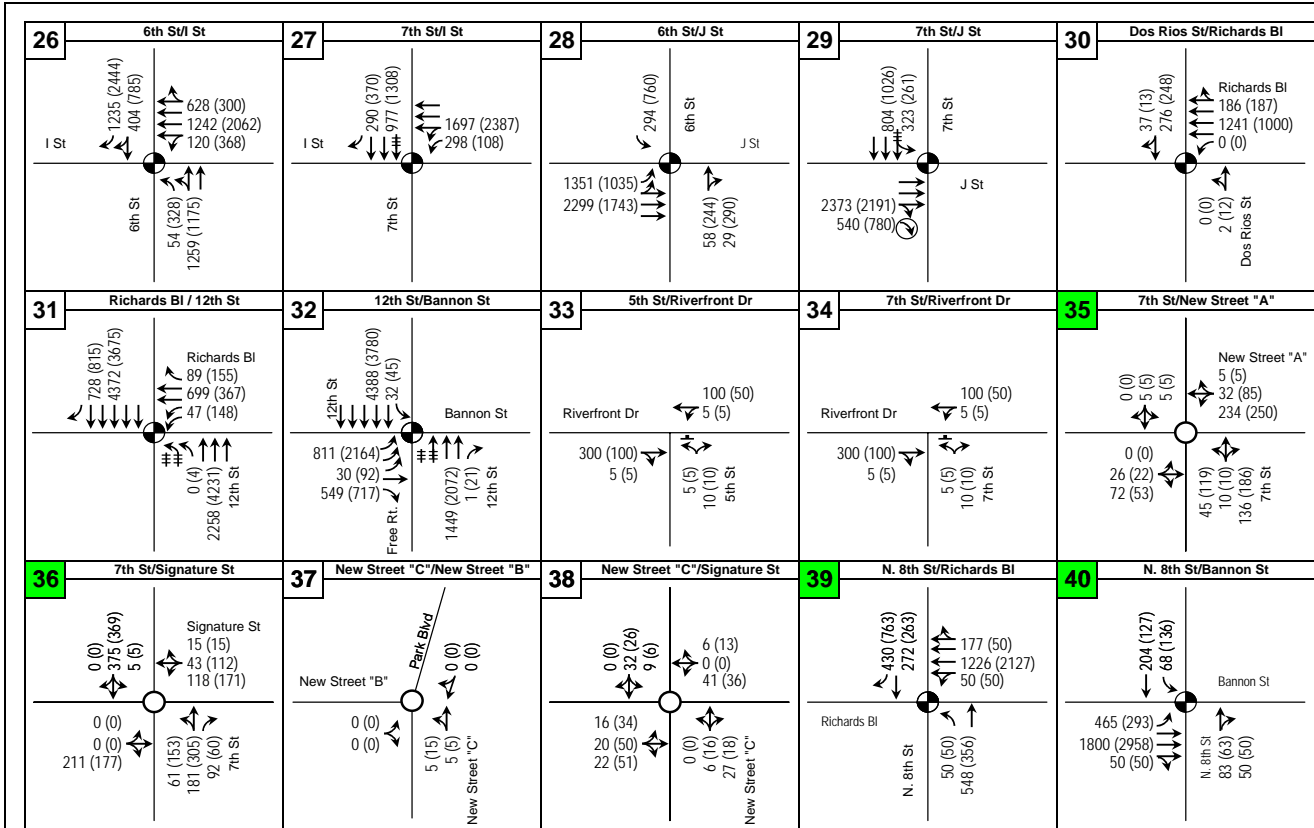 26
6th St/I St
1235 (2444)
404 (785)
I St
628 (300)
1242 (2062)
120 (368)
6th St
54 (328)
1259 (1175)
27
7th St/I St
290 (370)
977 (1308)
I St
1697 (2387)
298 (108)
7th St
28
6th St/J St
294 (760)
6th St
J St
1351 (1035)
2299 (1743)
58 (244)
29 (290)
29
7th St/J St
804 (1026)
323 (261)
7th St
J St
2373 (2191)
540 (780)
30
Dos Rios St/Richards Bl
37 (13)
276 (248)
Richards Bl
186 (187)
1241 (1000)
0 (0)
0 (0)
2 (12)
Dos Rios St
31
Richards Bl / 12th St
728 (815)
4372 (3675)
Richards Bl
89 (155)
699 (367)
47 (148)
0 (4)
2258 (4231)
12th St
32
12th St/Bannon St
12th St
4388 (3780)
32 (45)
Bannon St
811 (2164)
30 (92)
549 (717)
Free Rt.
1449 (2072)
1 (21)
12th St
33
5th St/Riverfront Dr
100 (50)
5 (5)
Riverfront Dr
300 (100)
5 (5)
5 (5)
10 (10)
5th St
34
7th St/Riverfront Dr
100 (50)
5 (5)
Riverfront Dr
300 (100)
5 (5)
5 (5)
10 (10)
7th St
35
7th St/New Street "A"
0 (0)
5 (5)
5 (5)
New Street "A"
5 (5)
32 (85)
234 (250)
0 (0)
26 (22)
72 (53)
45 (119)
10 (10)
136 (186)
7th St
36
7th St/Signature St
0 (0)
375 (369)
5 (5)
Signature St
15 (15)
43 (112)
118 (171)
0 (0)
0 (0)
211 (177)
61 (153)
181 (305)
92 (60)
7th St
37
New Street "C"/New Street "B"
Park Blvd
0 (0)
0 (0)
New Street "B"
0 (0)
0 (0)
5 (15)
5 (5)
New Street "C"
38
New Street "C"/Signature St
0 (0)
32 (26)
9 (6)
6 (13)
0 (0)
41 (36)
16 (34)
20 (50)
22 (51)
0 (0)
6 (16)
27 (18)
New Street "C"
39
N. 8th St/Richards Bl
430 (763)
272 (263)
177 (50)
1226 (2127)
50 (50)
Richards Bl
N. 8th St
50 (50)
548 (356)
40
N. 8th St/Bannon St
204 (127)
68 (136)
Bannon St
465 (293)
1800 (2958)
50 (50)
N. 8th St
83 (63)
50 (50)